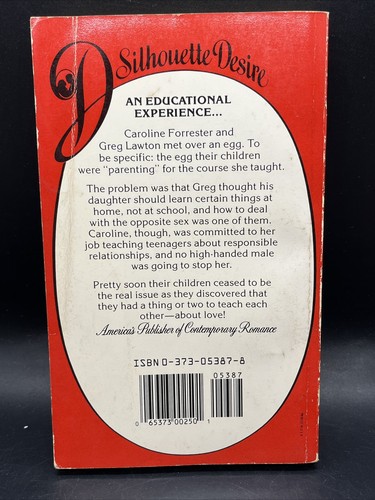 Silhouette Desire
D
AN EDUCATIONAL
EXPERIENCE...
Caroline Forrester and
Greg Lawton met over an egg. To
be specific: the egg their children
were "parenting" for the course she taught.
The problem was that Greg thought his
daughter should learn certain things at
home, not at school, and how to deal
with the opposite sex was one of them.
Caroline, though, was committed to her
job teaching teenagers about responsible
relationships, and no high-handed male
was going to stop her.
Pretty soon their children ceased to be
the real issue as they discovered that
they had a thing or two to teach each
other—about love!
America's Publisher of Contemporary Romance
ISBN 0-373-05387-8
05387
0 65373 00250 1